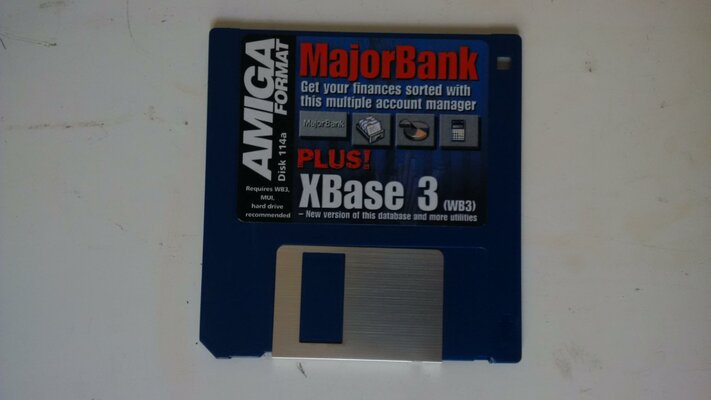 AMIGA
FORMAT
Disk 114a
Requires WB3,
MUI,
hard drive
recommended
MajorBank
Get your finances sorted with
this multiple account manager
MajorBank
PLUS!
XBase 3 (WB3)
– New version of this database and more utilities